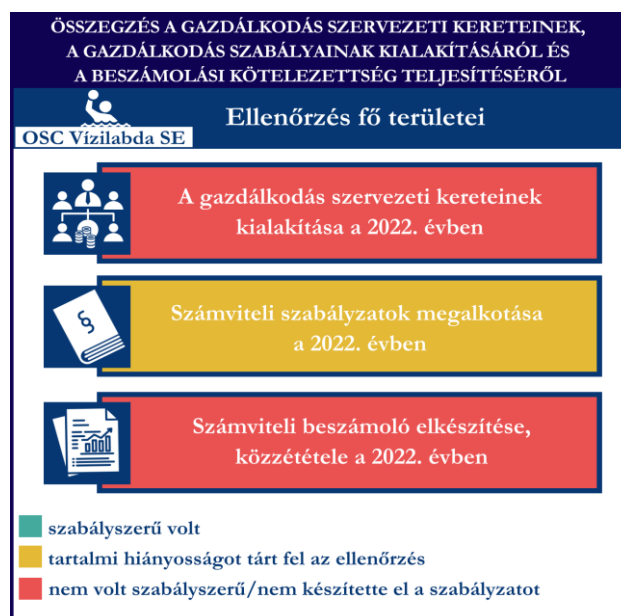 ÖSSZEGZÉS A GAZDÁLKODÁS SZERVEZETI KERETEINEK,
A GAZDÁLKODÁS SZABÁLYAINAK KIALAKÍTÁSÁRÓL ÉS
A BESZÁMOLÁSI KÖTELEZETTSÉG TELJESÍTÉSÉRŐL
OSC Vízilabda SE
Ellenőrzés fő területei
A gazdálkodás szervezeti kereteinek
kialakítása a 2022. évben
§
Számviteli szabályzatok megalkotása
a 2022. évben
Számviteli beszámoló elkészítése,
közzététele a 2022. évben
szabályszerű volt
tartalmi hiányosságot tárt fel az ellenőrzés
nem volt szabályszerű/nem készítette el a szabályzatot